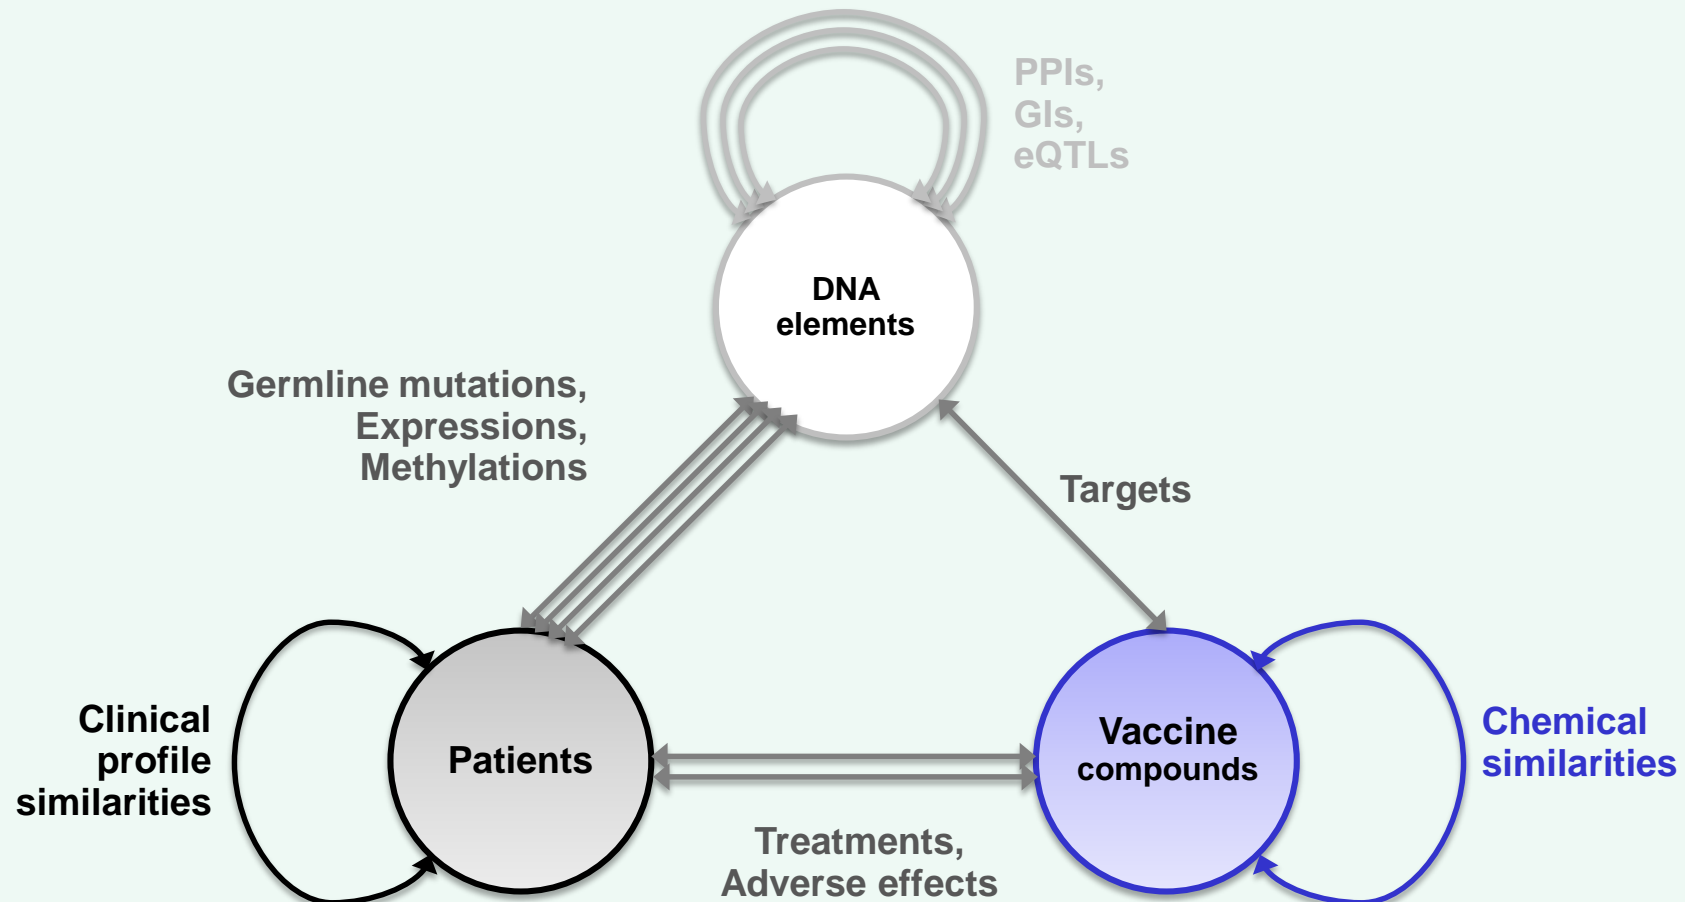 PPIs,
GIs,
eQTLs
DNA
elements
Germline mutations,
Expressions,
Methylations
Targets
Clinical
profile
similarities
Patients
Vaccine
compounds
Chemical
similarities
Treatments,
Adverse effects